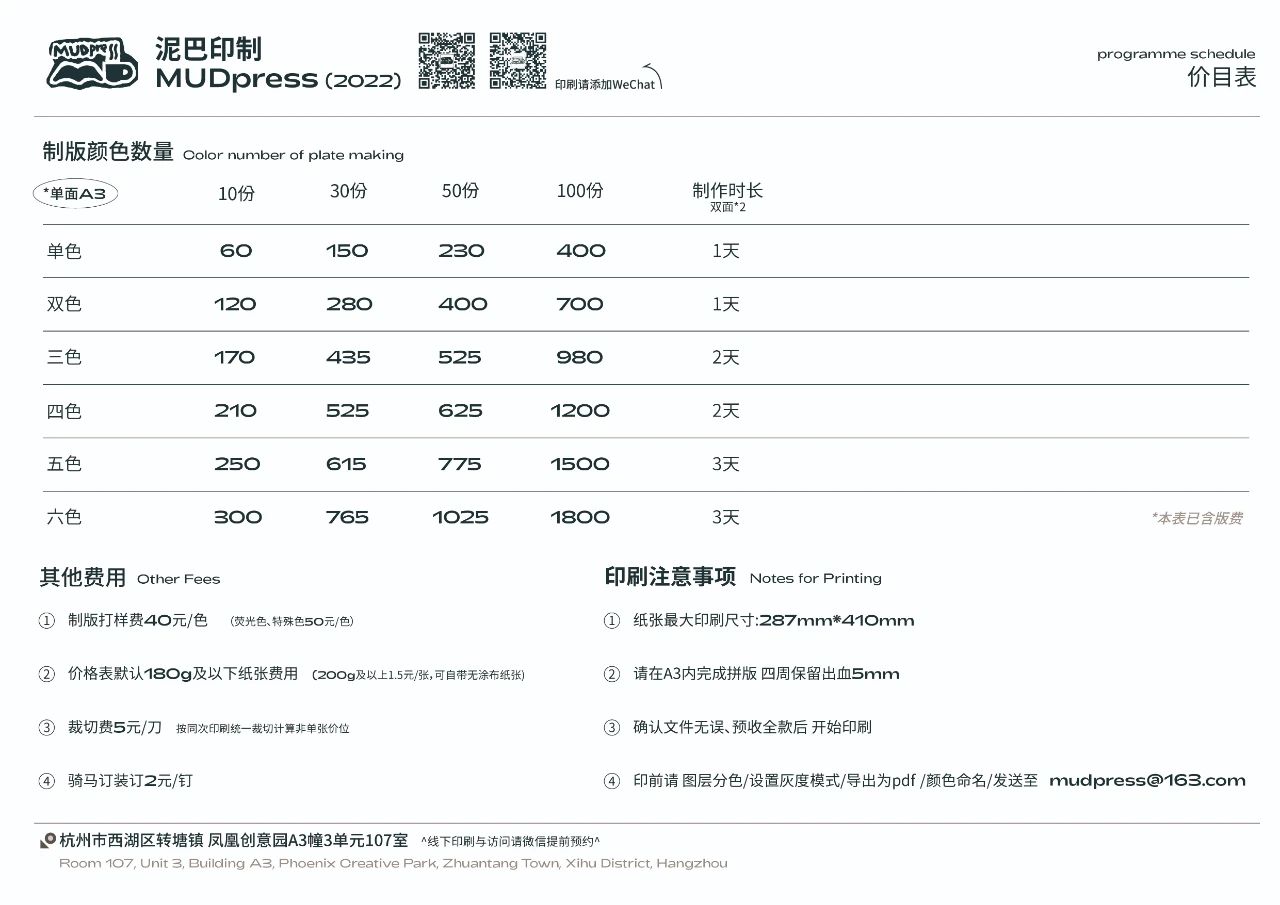 MUDpress
泥巴印制
MUDpress (2022)
印刷请添加WeChat
programme schedule
价目表
制版颜色数量 Color number of plate making
*单面A3 10份 30份 50份 100份 制作时长
双面*2
单色 60 150 230 400 1天
双色 120 280 400 700 1天
三色 170 435 525 980 2天
四色 210 525 625 1200 2天
五色 250 615 775 1500 3天
六色 300 765 1025 1800 3天 *本表已含版费
其他费用 Other Fees
① 制版打样费40元/色 (荧光色、特殊色50元/色)
② 价格表默认180g及以下纸张费用 (200g及以上1.5元/张,可自带无涂布纸张)
③ 裁切费5元/刀 按同次印刷统一裁切计算非单张价位
④ 骑马订装订2元/钉
印刷注意事项 Notes for Printing
① 纸张最大印刷尺寸:287mm*410mm
② 请在A3内完成拼版 四周保留出血5mm
③ 确认文件无误、预收全款后 开始印刷
④ 印前请 图层分色/设置灰度模式/导出为pdf /颜色命名/发送至 mudpress@163.com
杭州市西湖区转塘镇 凤凰创意园A3幢3单元107室 ^线下印刷与访问请微信提前预约^
Room 107, Unit 3, Building A3, Phoenix Creative Park, Zhuantang Town, Xihu District, Hangzhou